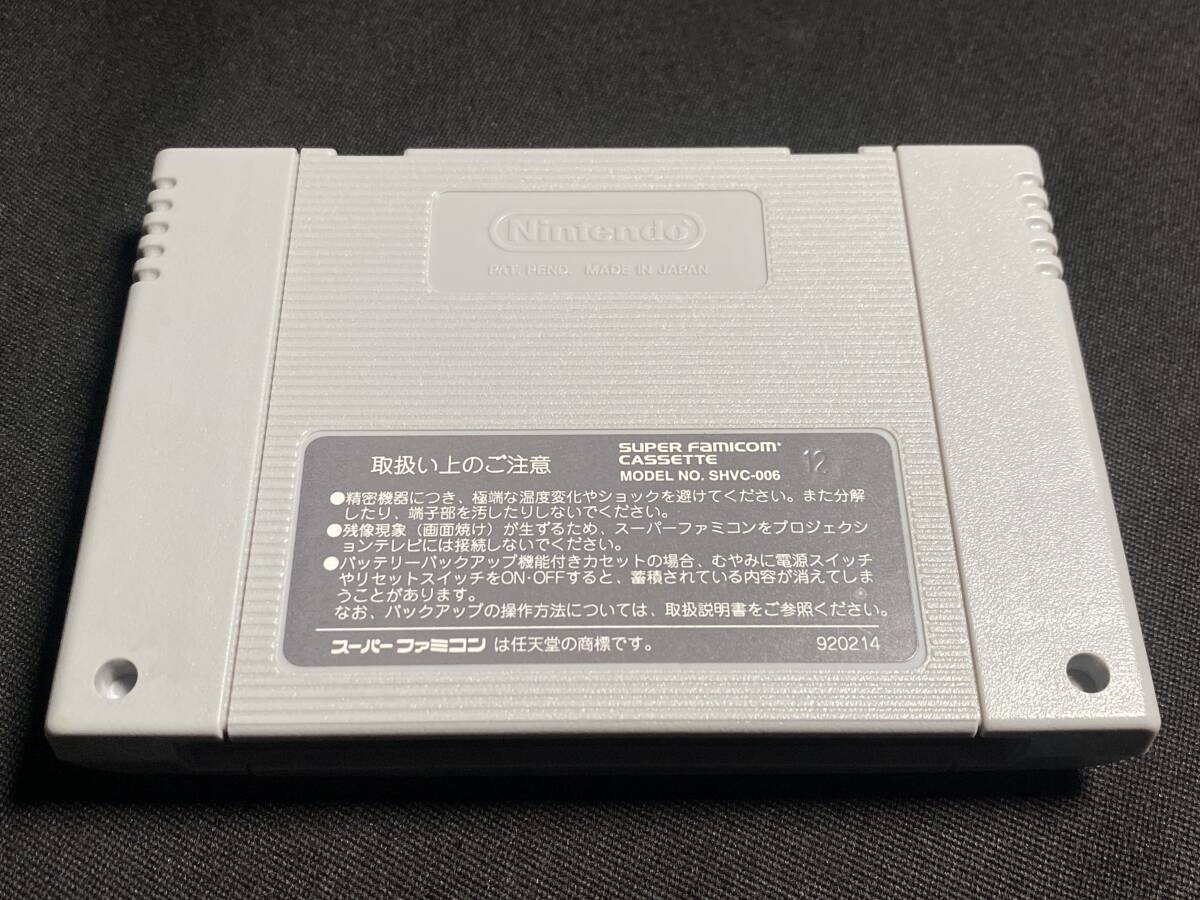 Nintendo
PAT. PEND. MADE IN JAPAN
取扱い上のご注意
SUPER FAMICOM
CASSETTE
MODEL NO. SHVC-006
12
●精密機器につき、極端な温度変化やショックを避けてください。また分解
したり、端子部を汚したりしないでください。
●残像現象（画面焼け）が生ずるため、スーパーファミコンをプロジェクシ
ョンテレビには接続しないでください。
●バッテリーバックアップ機能付きカセットの場合、むやみに電源スイッチ
やリセットスイッチをON・OFFすると、蓄積されている内容が消えてしま
うことがあります。
なお、バックアップの操作方法については、取扱説明書をご参照ください。
スーパーファミコン は任天堂の商標です。
920214